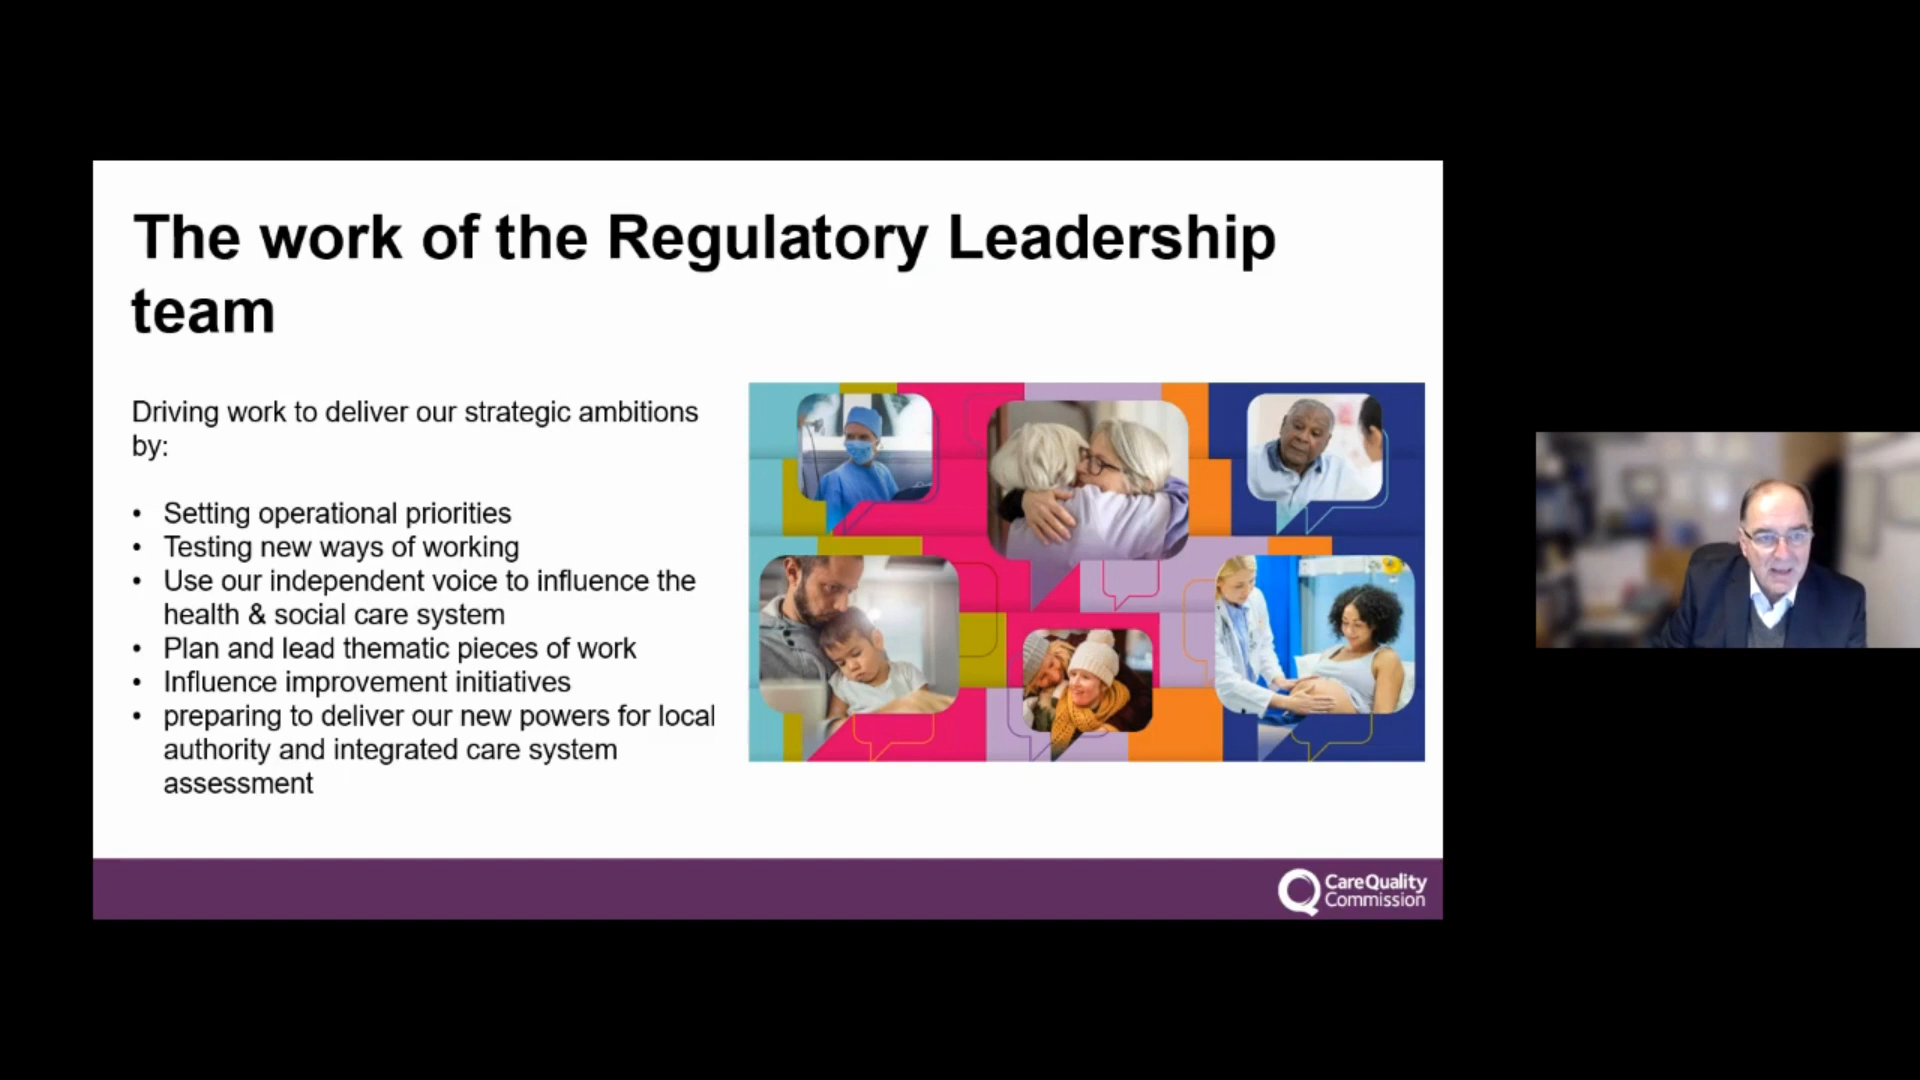 The work of the Regulatory Leadership
team
Driving work to deliver our strategic ambitions
by:
• Setting operational priorities
• Testing new ways of working
• Use our independent voice to influence the
health & social care system
• Plan and lead thematic pieces of work
• Influence improvement initiatives
• preparing to deliver our new powers for local
authority and integrated care system
assessment
CareQuality
Commission